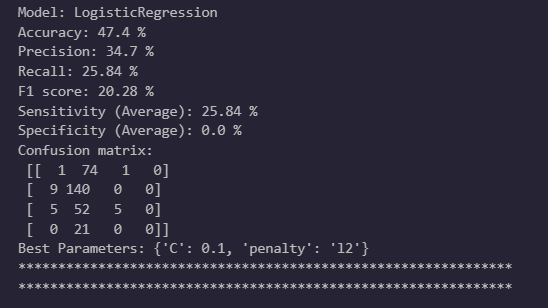 Model: LogisticRegression
Accuracy: 47.4 %
Precision: 34.7 %
Recall: 25.84 %
F1 score: 20.28 %
Sensitivity (Average): 25.84 %
Specificity (Average): 0.0 %
Confusion matrix:
[[  1  74   1   0]
[  9 140   0   0]
[  5  52   5   0]
[  0  21   0   0]]
Best Parameters: {'C': 0.1, 'penalty': 'l2'}
**************************************************************
**************************************************************